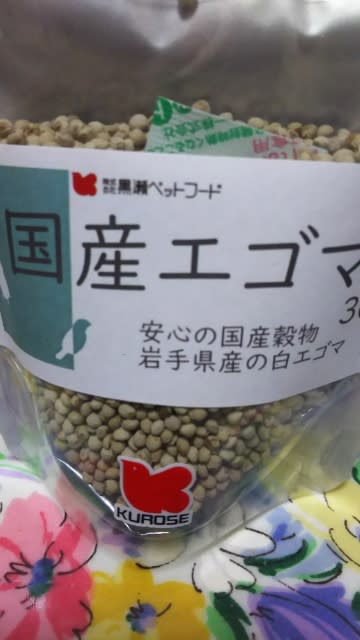 株式会社 黒瀬ペットフード
国産エゴマ
30
安心の国産穀物
岩手県産の白エゴマ
KUROSE